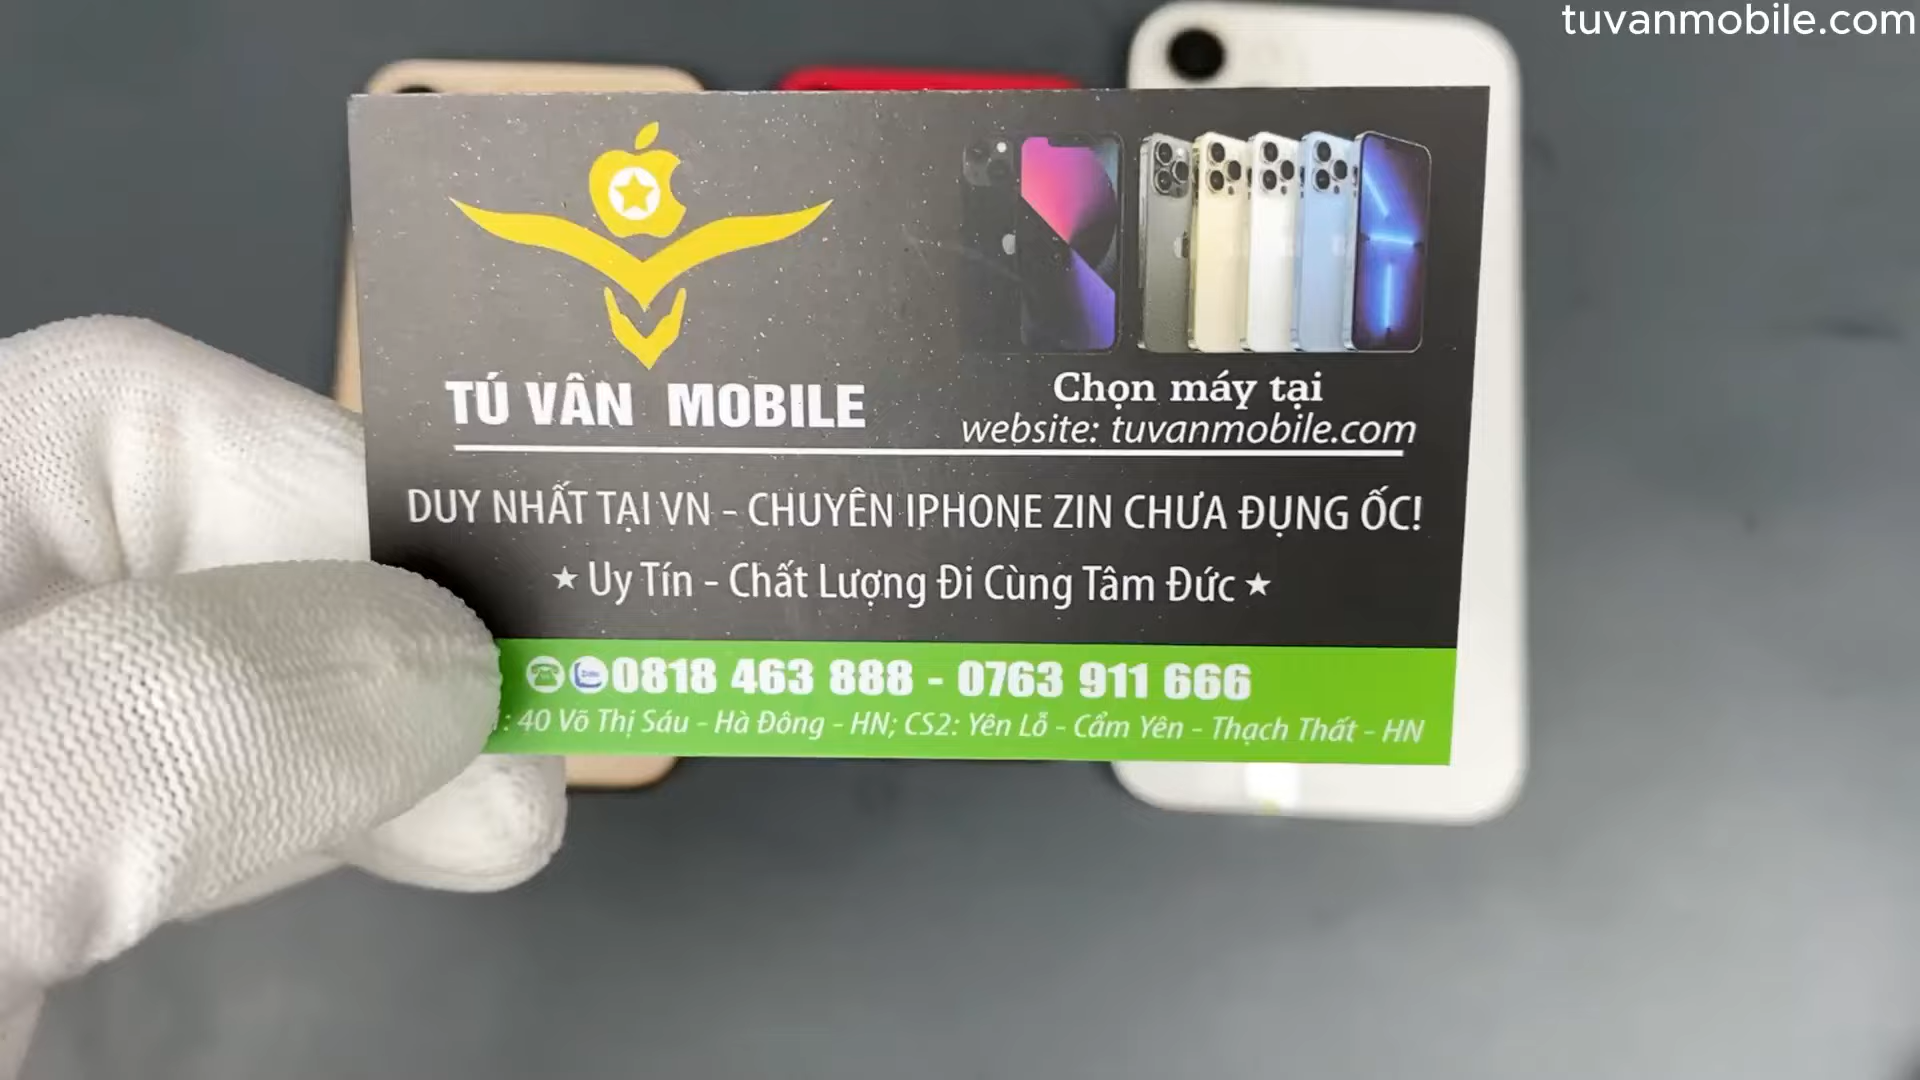 tuvanmobile.com
TÚ VÂN MOBILE
Chọn máy tại
website: tuvanmobile.com
DUY NHẤT TẠI VN - CHUYÊN IPHONE ZIN CHƯA ĐỤNG ỐC!
★ Uy Tín - Chất Lượng Đi Cùng Tâm Đức ★
0818 463 888 - 0763 911 666
: 40 Võ Thị Sáu - Hà Đông - HN; CS2: Yên Lỗ - Cẩm Yên - Thạch Thất - HN